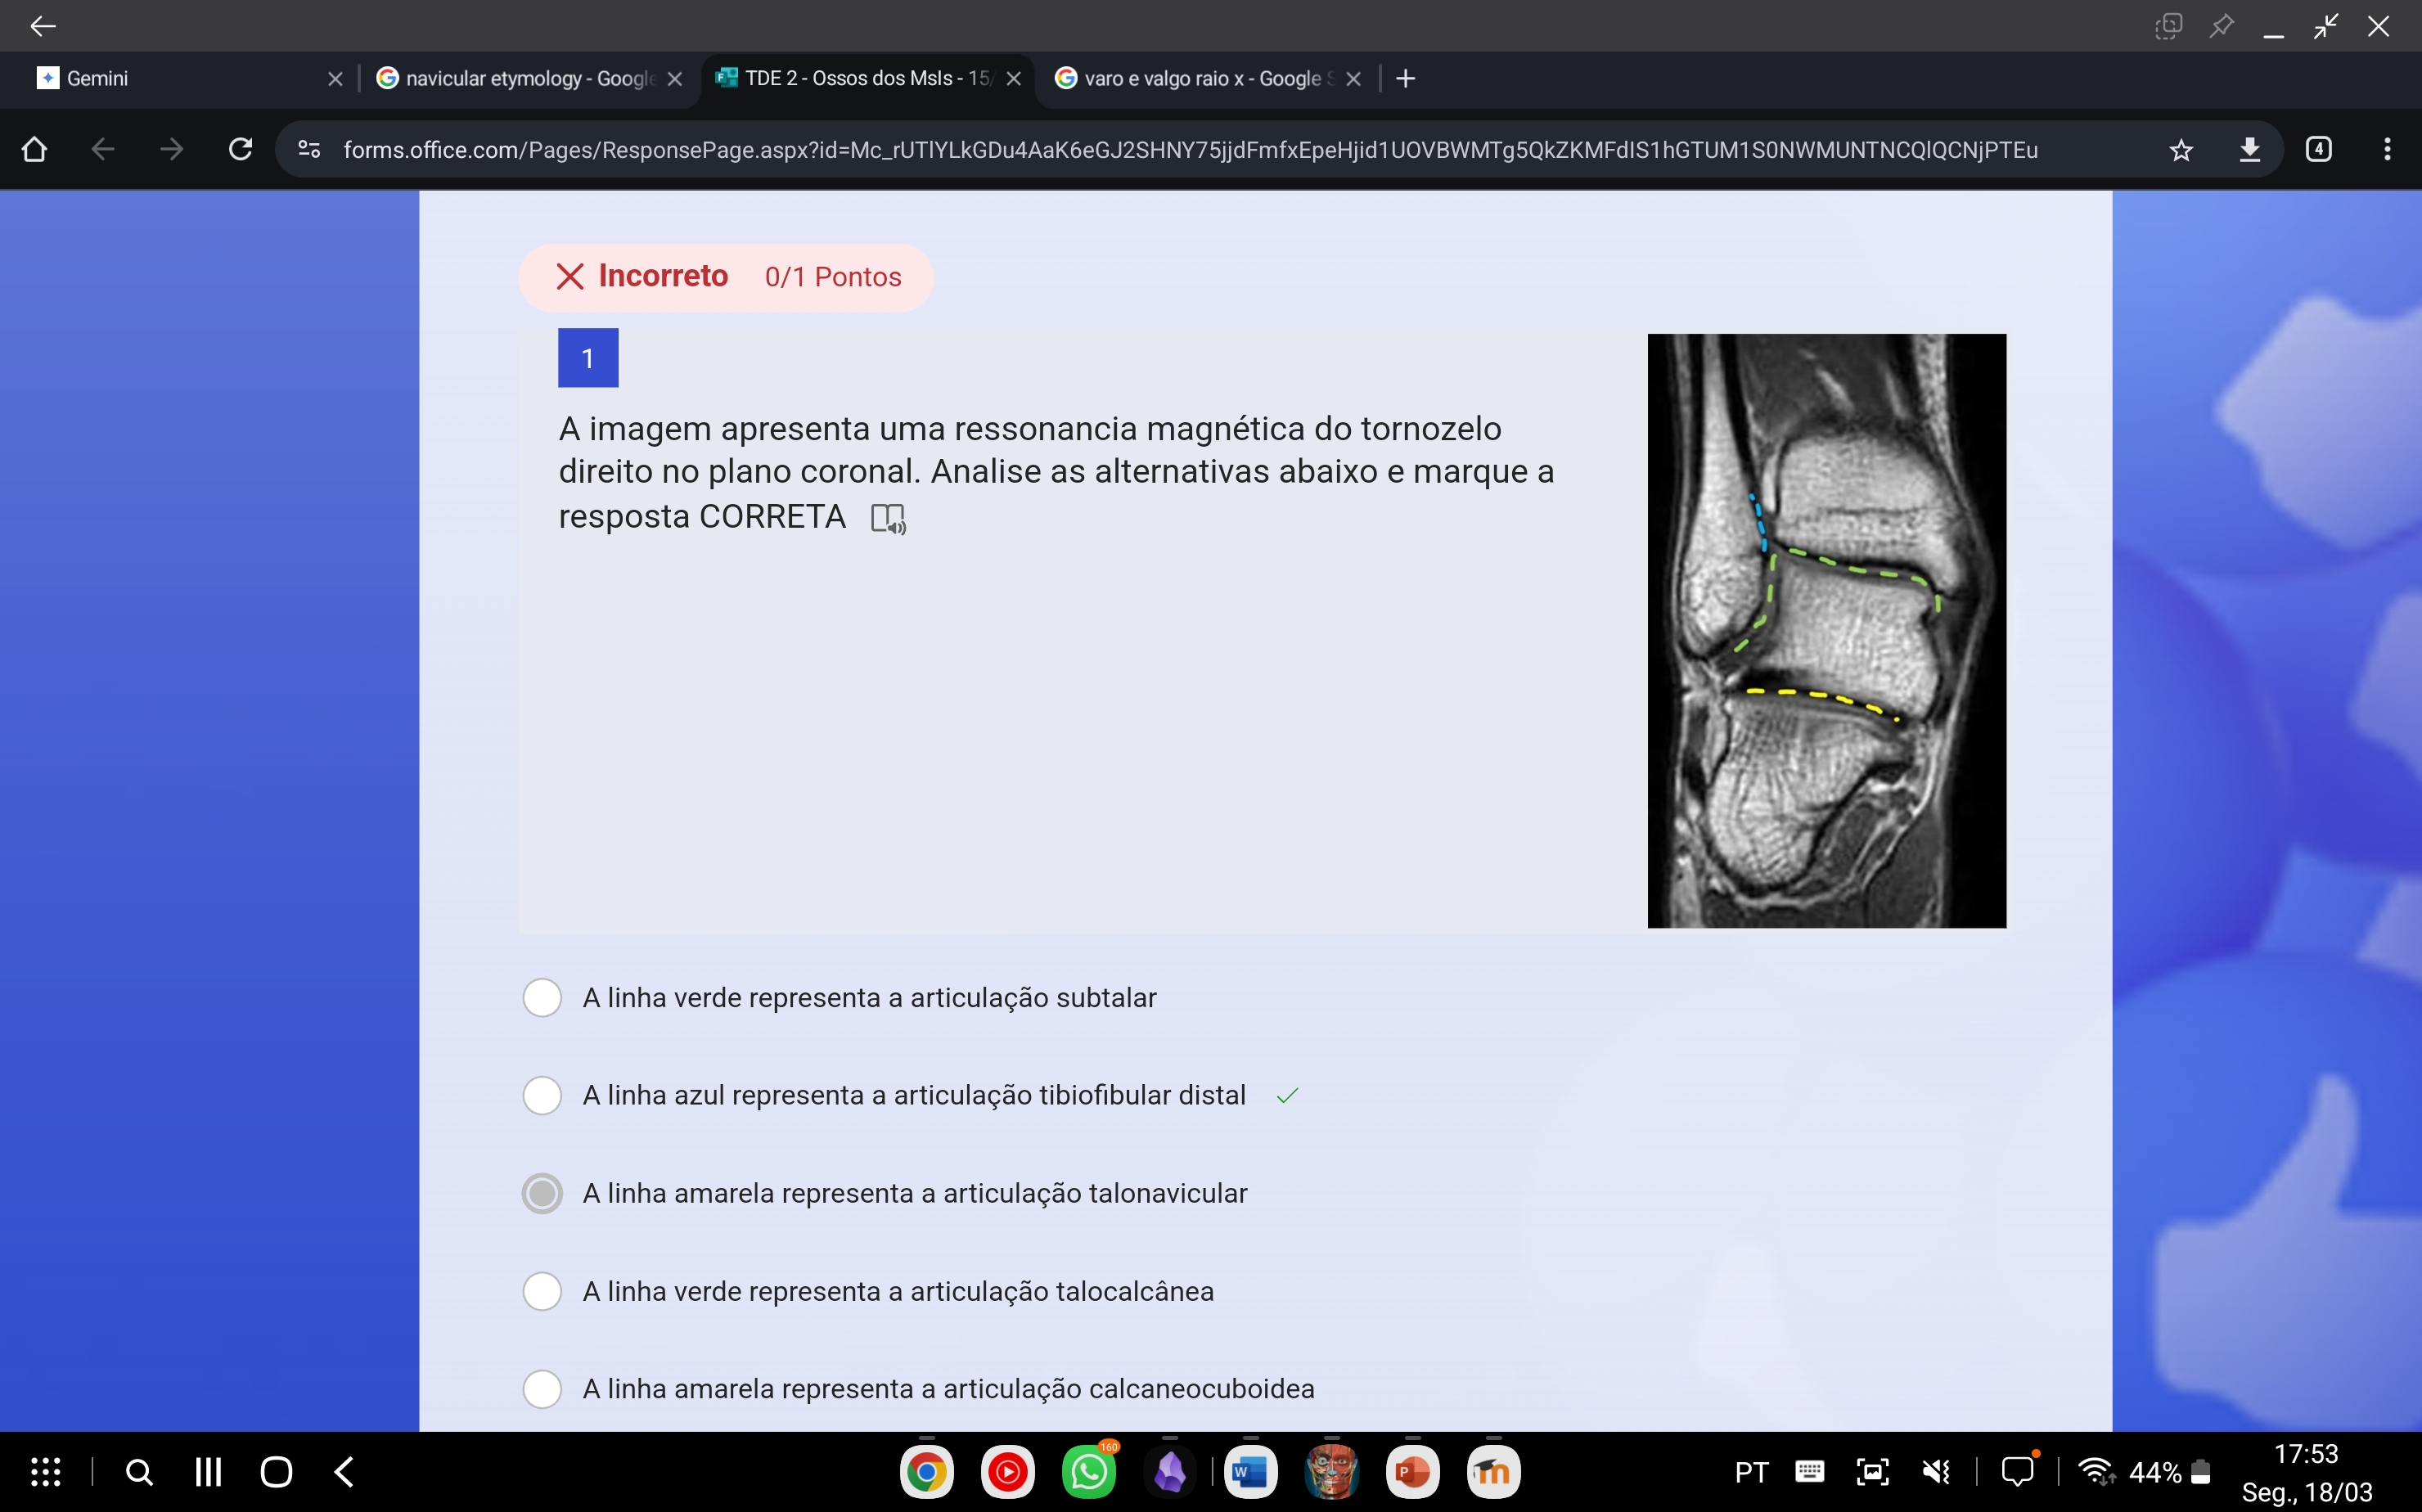 Gemini
navicular etymology - Google
TDE 2 - Ossos dos MsIs - 15/
varo e valgo raio x - Google S
forms.office.com/Pages/ResponsePage.aspx?id=Mc_rUTlYLkGDu4AaK6eGJ2SHNY75jjdFmfxEpeHjid1UOVBWMTg5QkZKMFdIS1hGTUM1S0NWMUNTNCQlQCNjPTEu
4
Incorreto 0/1 Pontos
1
A imagem apresenta uma ressonancia magnética do tornozelo
direito no plano coronal. Analise as alternativas abaixo e marque a
resposta CORRETA
A linha verde representa a articulação subtalar
A linha azul representa a articulação tibiofibular distal
A linha amarela representa a articulação talonavicular
A linha verde representa a articulação talocalcânea
A linha amarela representa a articulação calcaneocuboidea
160
W
P
m
PT
44%
17:53
Seg., 18/03